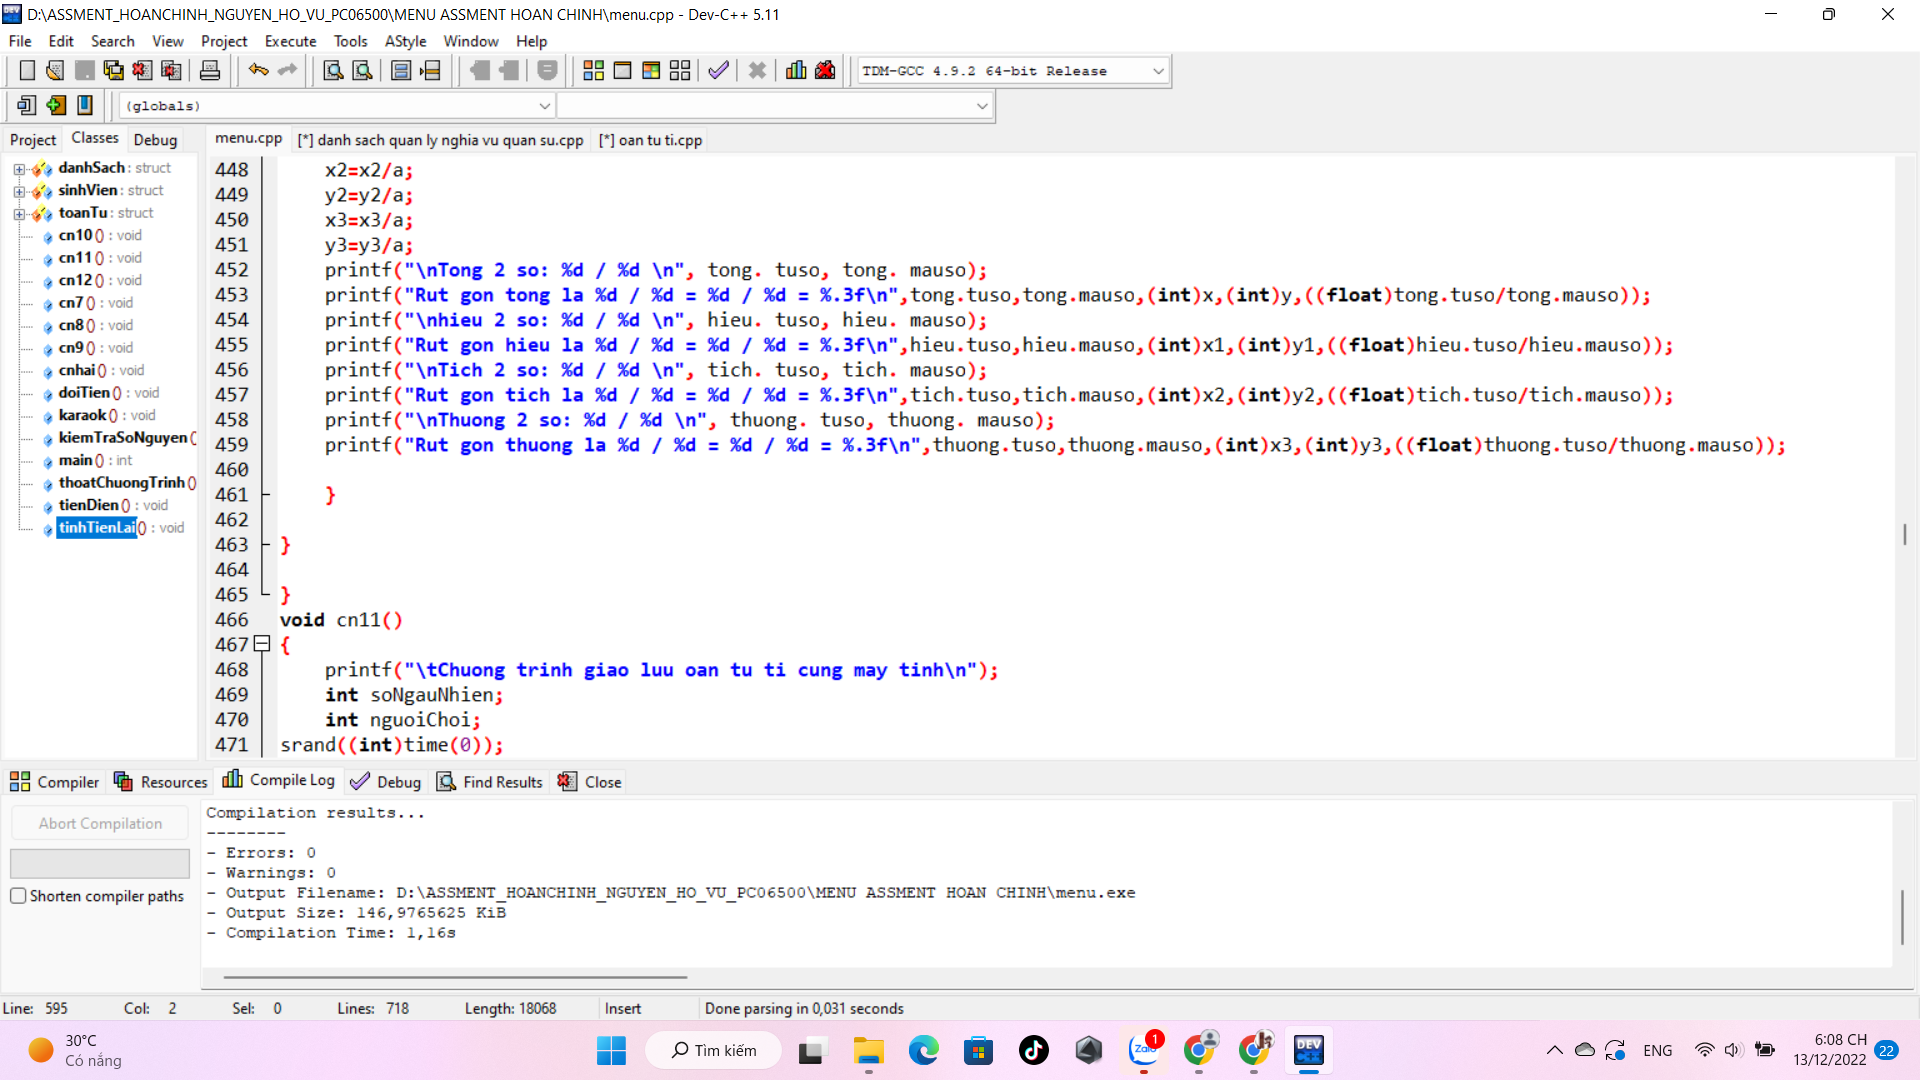 D:\ASSMENT_HOANCHINH_NGUYEN_HO_VU_PC06500\MENU ASSMENT HOAN CHINH\menu.cpp - Dev-C++ 5.11
File Edit Search View Project Execute Tools AStyle Window Help
TDM-GCC 4.9.2 64-bit Release
(globals)
Project Classes Debug
menu.cpp [*] danh sach quan ly nghia vu quan su.cpp [*] oan tu ti.cpp
danhSach : struct
sinhVien : struct
toanTu : struct
cn10 () : void
cn11 () : void
cn12 () : void
cn7 () : void
cn8 () : void
cn9 () : void
cnhai () : void
doiTien () : void
karaok () : void
kiemTraSoNguyen (
main () : int
thoatChuongTrinh ()
tienDien () : void
tinhTienLai () : void
448 x2=x2/a;
449 y2=y2/a;
450 x3=x3/a;
451 y3=y3/a;
452 printf("\nTong 2 so: %d / %d \n", tong. tuso, tong. mauso);
453 printf("Rut gon tong la %d / %d = %d / %d = %.3f\n",tong.tuso,tong.mauso,(int)x,(int)y,((float)tong.tuso/tong.mauso));
454 printf("\nhieu 2 so: %d / %d \n", hieu. tuso, hieu. mauso);
455 printf("Rut gon hieu la %d / %d = %d / %d = %.3f\n",hieu.tuso,hieu.mauso,(int)x1,(int)y1,((float)hieu.tuso/hieu.mauso));
456 printf("\nTich 2 so: %d / %d \n", tich. tuso, tich. mauso);
457 printf("Rut gon tich la %d / %d = %d / %d = %.3f\n",tich.tuso,tich.mauso,(int)x2,(int)y2,((float)tich.tuso/tich.mauso));
458 printf("\nThuong 2 so: %d / %d \n", thuong. tuso, thuong. mauso);
459 printf("Rut gon thuong la %d / %d = %d / %d = %.3f\n",thuong.tuso,thuong.mauso,(int)x3,(int)y3,((float)thuong.tuso/thuong.mauso));
460
461 }
462
463 }
464
465 }
466 void cn11()
467 {
468 printf("\tChuong trinh giao luu oan tu ti cung may tinh\n");
469 int soNgauNhien;
470 int nguoiChoi;
471 srand((int)time(0));
Compiler Resources Compile Log Debug Find Results Close
Abort Compilation
Shorten compiler paths
Compilation results...
--------
- Errors: 0
- Warnings: 0
- Output Filename: D:\ASSMENT_HOANCHINH_NGUYEN_HO_VU_PC06500\MENU ASSMENT HOAN CHINH\menu.exe
- Output Size: 146,9765625 KiB
- Compilation Time: 1,16s
Line: 595 Col: 2 Sel: 0 Lines: 718 Length: 18068 Insert Done parsing in 0,031 seconds
30°C
Có nắng
Tìm kiếm
Zalo
1
DEV
C++
ENG
6:08 CH
13/12/2022
22